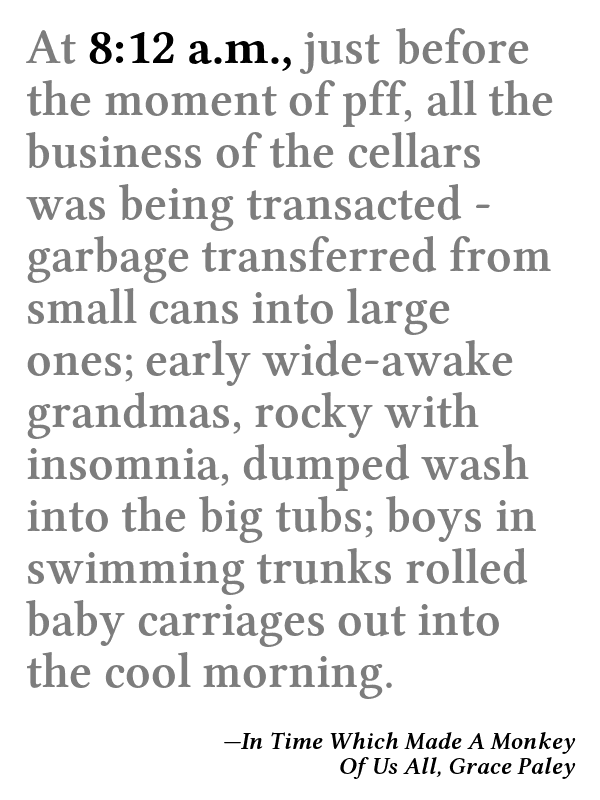 At 8:12 a.m., just before
the moment of pff, all the
business of the cellars
was being transacted -
garbage transferred from
small cans into large
ones; early wide-awake
grandmas, rocky with
insomnia, dumped wash
into the big tubs; boys in
swimming trunks rolled
baby carriages out into
the cool morning.
—In Time Which Made A Monkey
Of Us All, Grace Paley